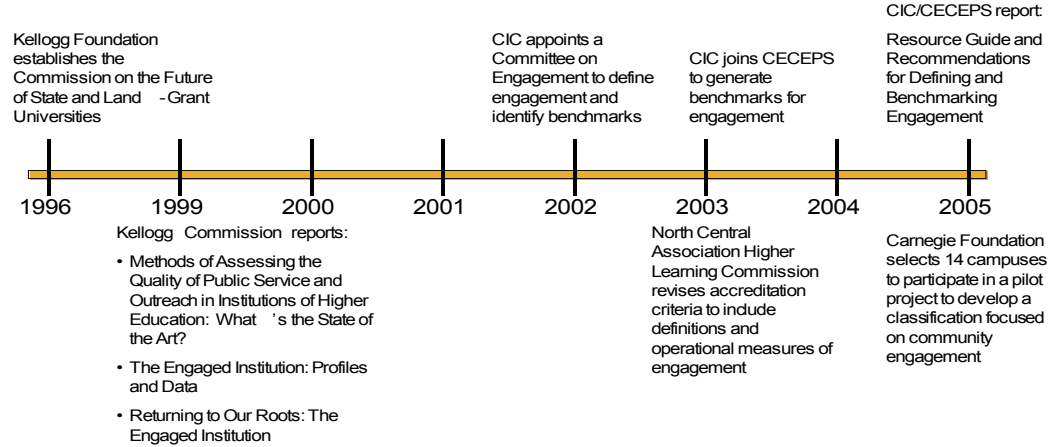 Kellogg Foundation
establishes the
Commission on the Future
of State and Land -Grant
Universities
CIC appoints a
Committee on
Engagement to define
engagement and
identify benchmarks
CIC joins CECEPS
to generate
benchmarks for
engagement
CIC/CECEPS report:
Resource Guide and
Recommendations
for Defining and
Benchmarking
Engagement
1996 1999 2000 2001 2002 2003 2004 2005
Kellogg Commission reports:
• Methods of Assessing the
Quality of Public Service and
Outreach in Institutions of Higher
Education: What 's the State of
the Art?
• The Engaged Institution: Profiles
and Data
• Returning to Our Roots: The
Engaged Institution
North Central
Association Higher
Learning Commission
revises accreditation
criteria to include
definitions and
operational measures of
engagement
Carnegie Foundation
selects 14 campuses
to participate in a pilot
project to develop a
classification focused
on community
engagement